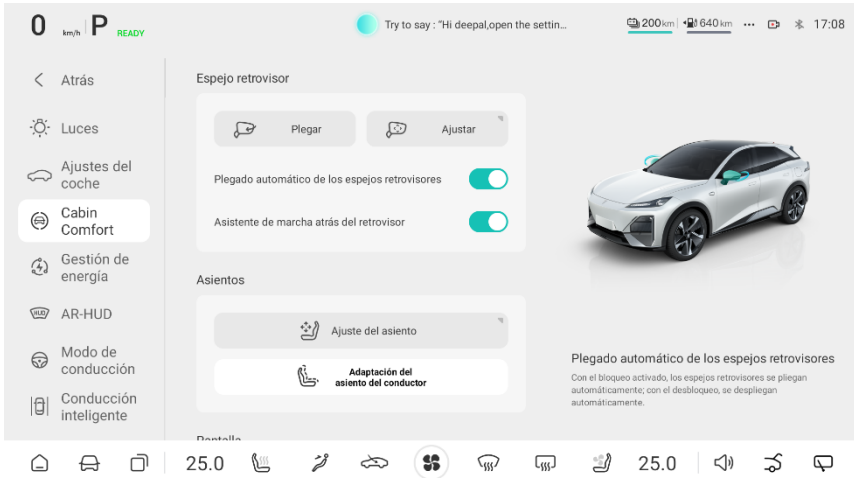 0 km/h P READY
Try to say : "Hi deepal,open the settin...
200km 640km ... 17:08
Atrás
Luces
Ajustes del
coche
Cabin
Comfort
Gestión de
energía
HUD AR-HUD
Modo de
conducción
Conducción
inteligente
Espejo retrovisor
Plegar Ajustar
Plegado automático de los espejos retrovisores
Asistente de marcha atrás del retrovisor
Asientos
Ajuste del asiento
Adaptación del
asiento del conductor
Pantalla
Plegado automático de los espejos retrovisores
Con el bloqueo activado, los espejos retrovisores se pliegan
automáticamente; con el desbloqueo, se despliegan
automáticamente.
25.0 25.0